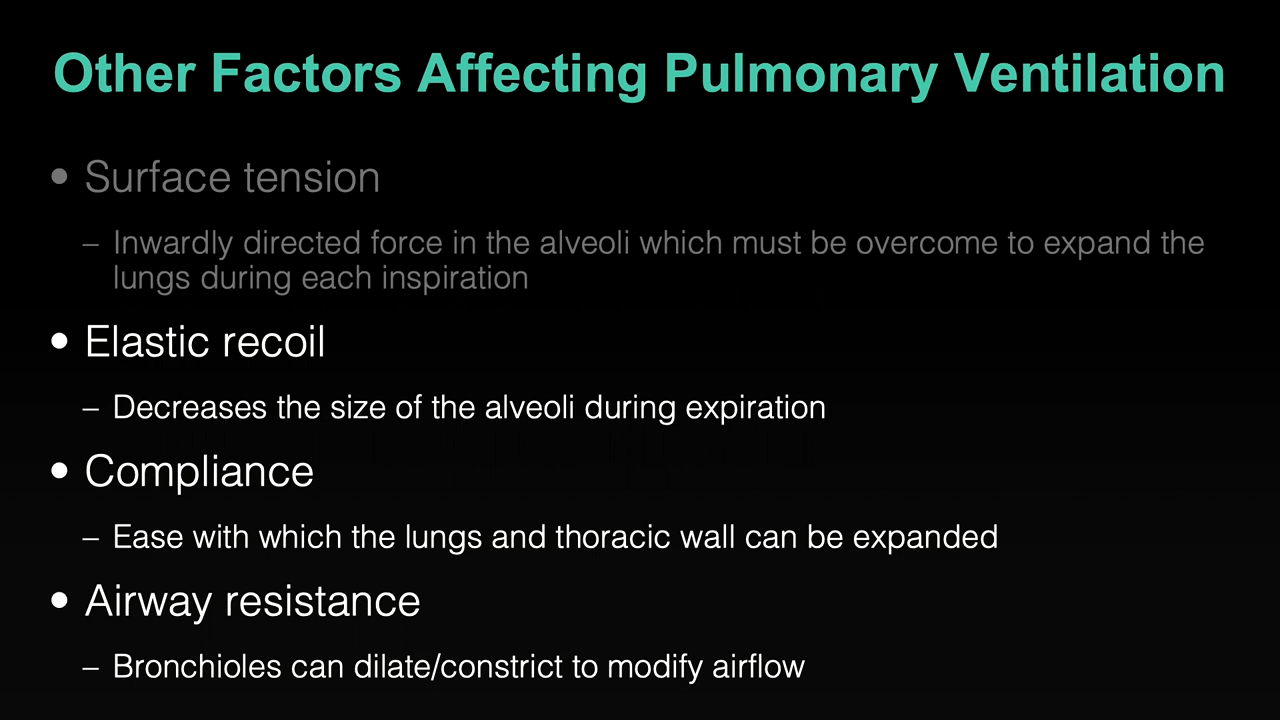 Other Factors Affecting Pulmonary Ventilation
• Surface tension
– Inwardly directed force in the alveoli which must be overcome to expand the
lungs during each inspiration
• Elastic recoil
– Decreases the size of the alveoli during expiration
• Compliance
– Ease with which the lungs and thoracic wall can be expanded
• Airway resistance
– Bronchioles can dilate/constrict to modify airflow